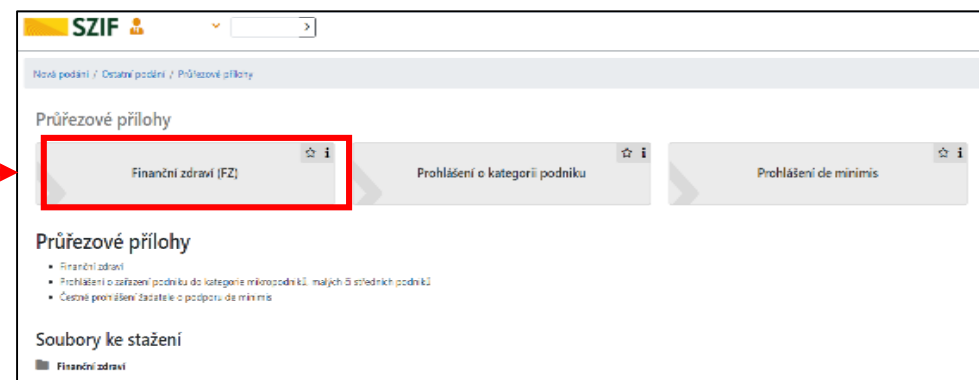 SZIF
Nová podání / Ostatní podání / Průřezové přílohy
Průřezové přílohy
Finanční zdraví (FZ)
Prohlášení o kategorii podniku
Prohlášení de minimis
Průřezové přílohy
Finanční zdraví
Prohlášení o zařazení podniku do kategorie mikropodniků, malých či středních podniků
Čestné prohlášení žadatele o podporu de minimis
Soubory ke stažení
Finanční zdraví